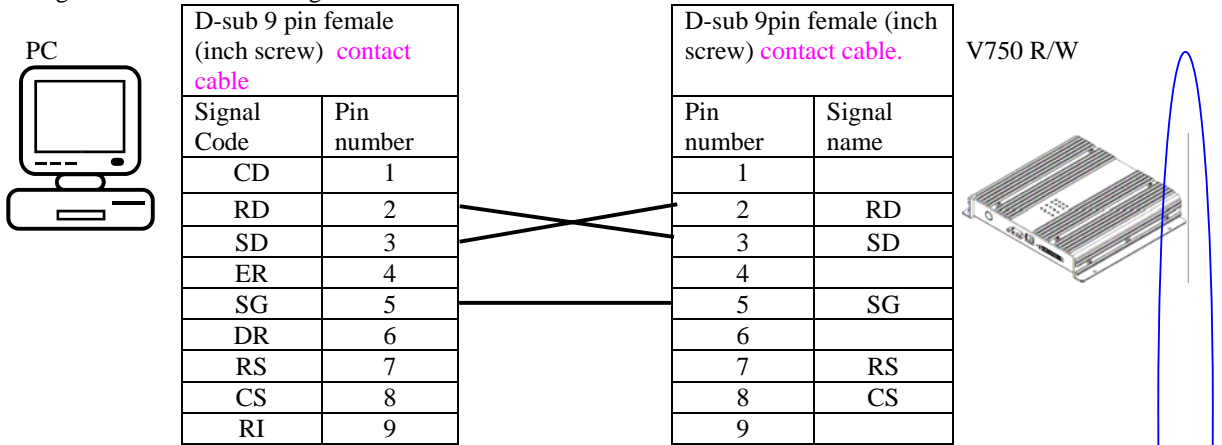 PC
D-sub 9 pin female
(inch screw) contact
cable
Signal
Code
Pin
number
CD 1
RD 2
SD 3
ER 4
SG 5
DR 6
RS 7
CS 8
RI 9
D-sub 9pin female (inch
screw) contact cable.
Pin
number
Signal
name
1
2 RD
3 SD
4
5 SG
6
7 RS
8 CS
9
V750 R/W